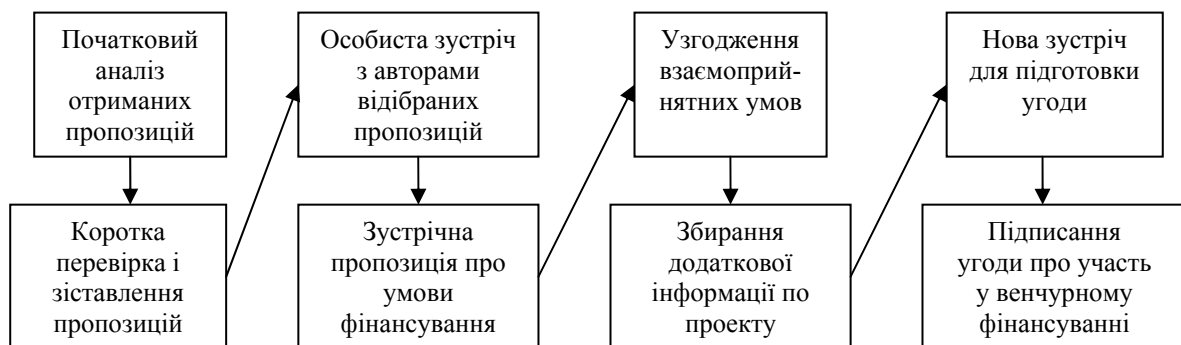 Початковий
аналіз
отриманих
пропозицій
Коротка
перевірка і
зіставлення
пропозицій
Особиста зустріч
з авторами
відібраних
пропозицій
Зустрічна
пропозиція про
умови
фінансування
Узгодження
взаємоприй-
нятних умов
Збирання
додаткової
інформації по
проекту
Нова зустріч
для підготовки
угоди
Підписання
угоди про участь
у венчурному
фінансуванні